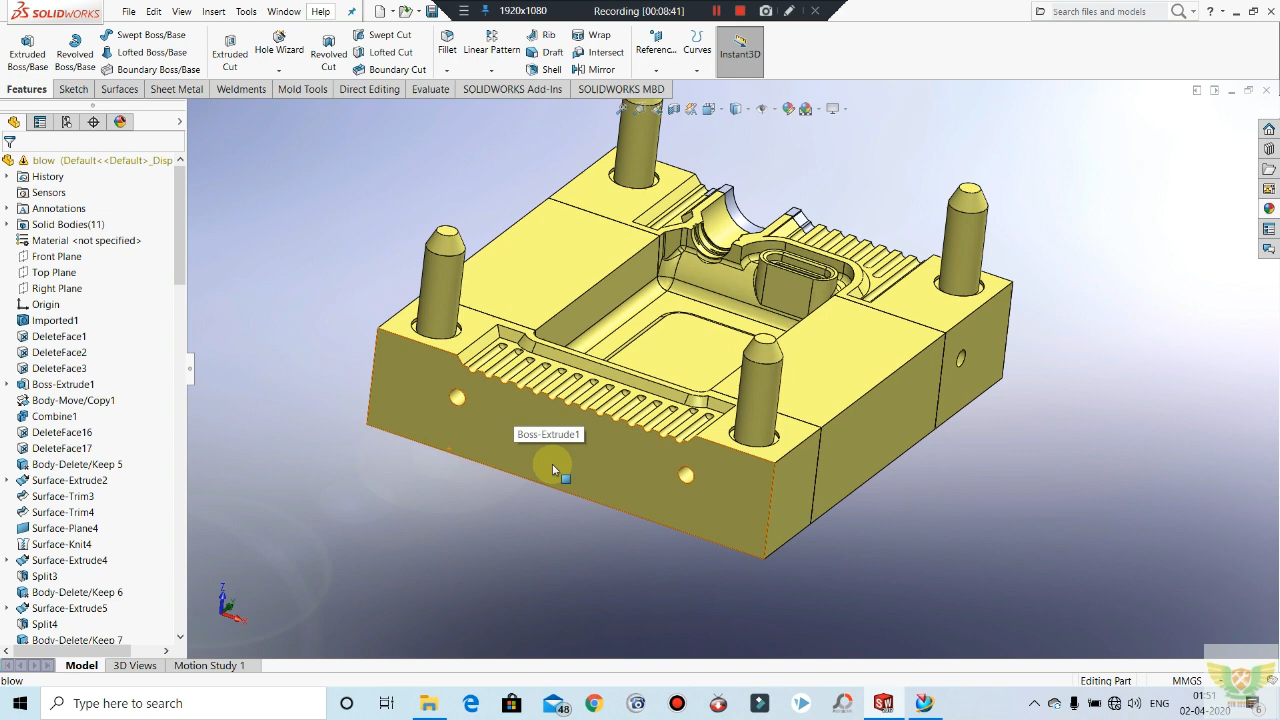 SOLIDWORKS
File Edit View Insert Tools Window Help
1920x1080 Recording [00:08:41]
Search files and models
Extruded Boss/Base
Revolved Boss/Base
Swept Boss/Base
Lofted Boss/Base
Boundary Boss/Base
Extruded Cut
Hole Wizard
Revolved Cut
Swept Cut
Lofted Cut
Boundary Cut
Fillet
Linear Pattern
Rib
Draft
Shell
Wrap
Intersect
Mirror
Referenc...
Curves
Instant3D
Features Sketch Surfaces Sheet Metal Weldments Mold Tools Direct Editing Evaluate SOLIDWORKS Add-Ins SOLIDWORKS MBD
blow (Default<<Default>_Disp
History
Sensors
Annotations
Solid Bodies(11)
Material <not specified>
Front Plane
Top Plane
Right Plane
Origin
Imported1
DeleteFace1
DeleteFace2
DeleteFace3
Boss-Extrude1
Body-Move/Copy1
Combine1
DeleteFace16
DeleteFace17
Body-Delete/Keep 5
Surface-Extrude2
Surface-Trim3
Surface-Trim4
Surface-Plane4
Surface-Knit4
Surface-Extrude4
Split3
Body-Delete/Keep 6
Surface-Extrude5
Split4
Body-Delete/Keep 7
Boss-Extrude1
Z
Model 3D Views Motion Study 1
blow Editing Part MMGS
Type here to search
48
ENG
01:51
02-04-2020